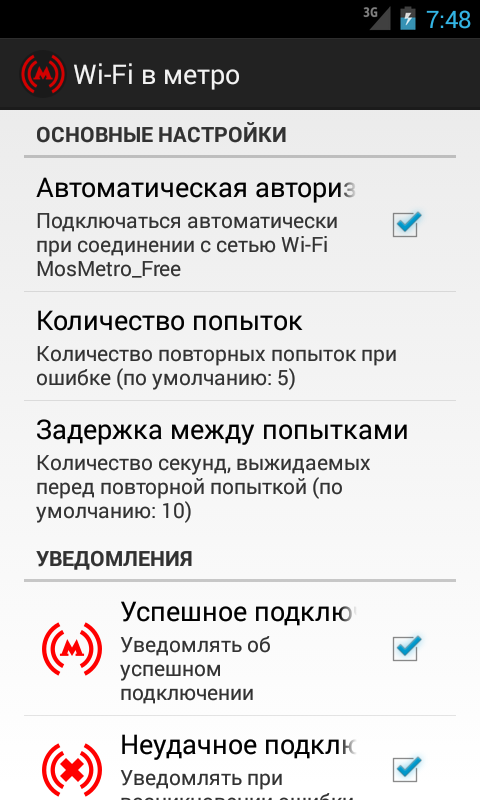 3G
7:48
Wi-Fi в метро
ОСНОВНЫЕ НАСТРОЙКИ
Автоматическая авториз
Подключаться автоматически
при соединении с сетью Wi-Fi
MosMetro_Free
Количество попыток
Количество повторных попыток при
ошибке (по умолчанию: 5)
Задержка между попытками
Количество секунд, выжидаемых
перед повторной попыткой (по
умолчанию: 10)
УВЕДОМЛЕНИЯ
Успешное подклю
Уведомлять об
успешном
подключении
Неудачное подклю
Уведомлять при
возникновении ошибки